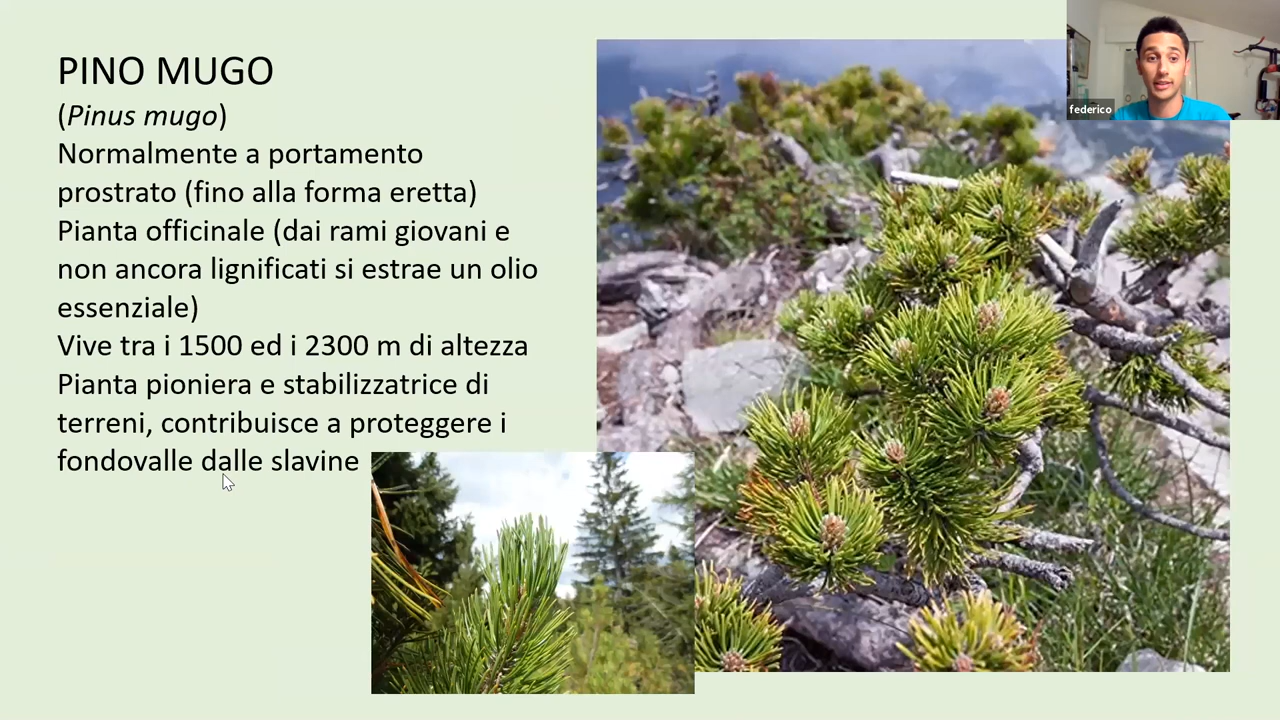 PINO MUGO
(Pinus mugo)
Normalmente a portamento
prostrato (fino alla forma eretta)
Pianta officinale (dai rami giovani e
non ancora lignificati si estrae un olio
essenziale)
Vive tra i 1500 ed i 2300 m di altezza
Pianta pioniera e stabilizzatrice di
terreni, contribuisce a proteggere i
fondovalle dalle slavine
federico